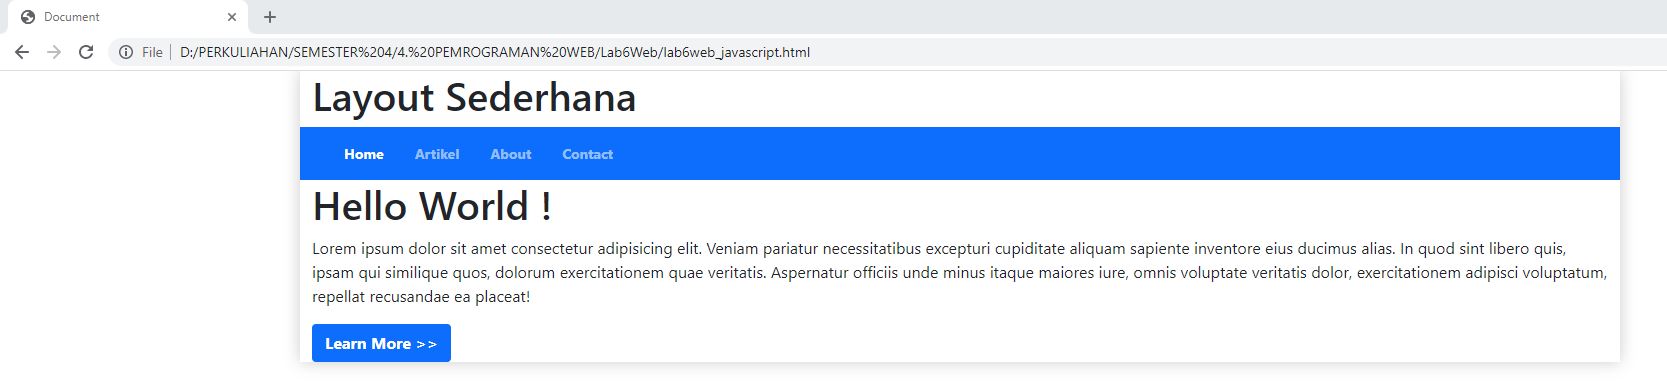 Document
File D:/PERKULIAHAN/SEMESTER%204/4.%20PEMROGRAMAN%20WEB/Lab6Web/lab6web_javascript.html
Layout Sederhana
Home Artikel About Contact
Hello World !
Lorem ipsum dolor sit amet consectetur adipisicing elit. Veniam pariatur necessitatibus excepturi cupiditate aliquam sapiente inventore eius ducimus alias. In quod sint libero quis,
ipsam qui similique quos, dolorum exercitationem quae veritatis. Aspernatur officiis unde minus itaque maiores iure, omnis voluptate veritatis dolor, exercitationem adipisci voluptatum,
repellat recusandae ea placeat!
Learn More >>